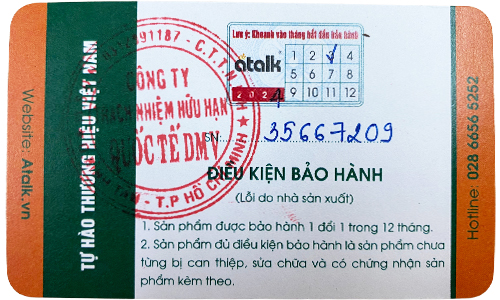 Lưu ý: Khoanh vào tháng bắt đầu bảo hành
atalk
1 2 3 4
5 6 7 8
9 10 11 12
2024
SN: 35667209
CÔNG TY
TRÁCH NHIỆM HỮU HẠN
QUỐC TẾ DMV
T.P HỒ CHÍ MINH
ĐIỀU KIỆN BẢO HÀNH
(Lỗi do nhà sản xuất)
1. Sản phẩm được bảo hành 1 đổi 1 trong 12 tháng.
2. Sản phẩm đủ điều kiện bảo hành là sản phẩm chưa
từng bị can thiệp, sửa chữa và có chứng nhận sản
phẩm kèm theo.
Website: Atalk.vn
TỰ HÀO THƯƠNG HIỆU VIỆT NAM
Hotline: 028 6656 5252